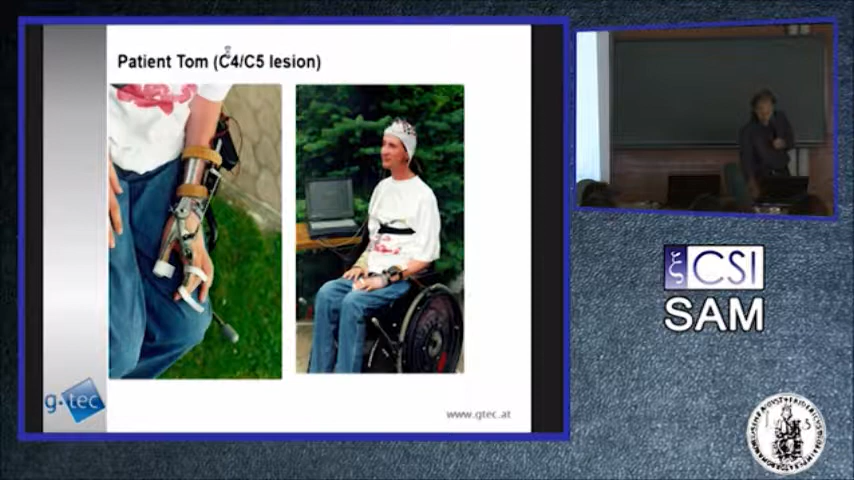 Patient Tom (C4/C5 lesion)
g.tec
www.gtec.at
ξ CSI
SAM